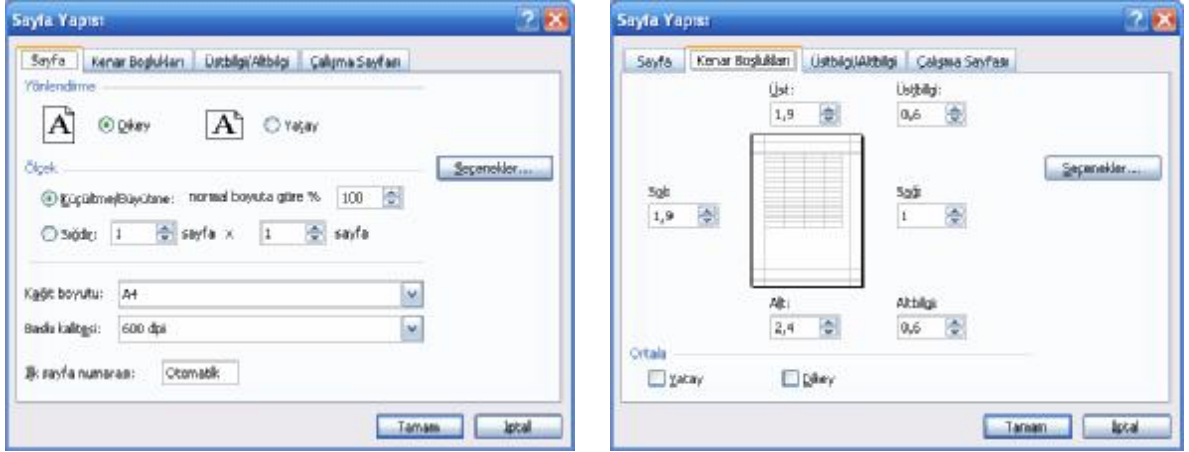 Sayfa Yapısı
Sayfa Kenar Boşlukları Üstbilgi/Altbilgi Çalışma Sayfası
Yönlendirme
A Dikey A Yatay
Ölçek
Seçenekler...
Küçültme/Büyütme: normal boyuta göre % 100
Sığdır: 1 sayfa x 1 sayfa
Kağıt boyutu: A4
Baskı kalitesi: 600 dpi
İlk sayfa numarası: Otomatik
Tamam İptal
Sayfa Yapısı
Sayfa Kenar Boşlukları Üstbilgi/Altbilgi Çalışma Sayfası
Üst: Üstbilgi:
1,9 0,6
Seçenekler...
Sol: Sağ:
1,9 1
Alt: Altbilgi:
2,4 0,6
Ortala
Yatay Dikey
Tamam İptal